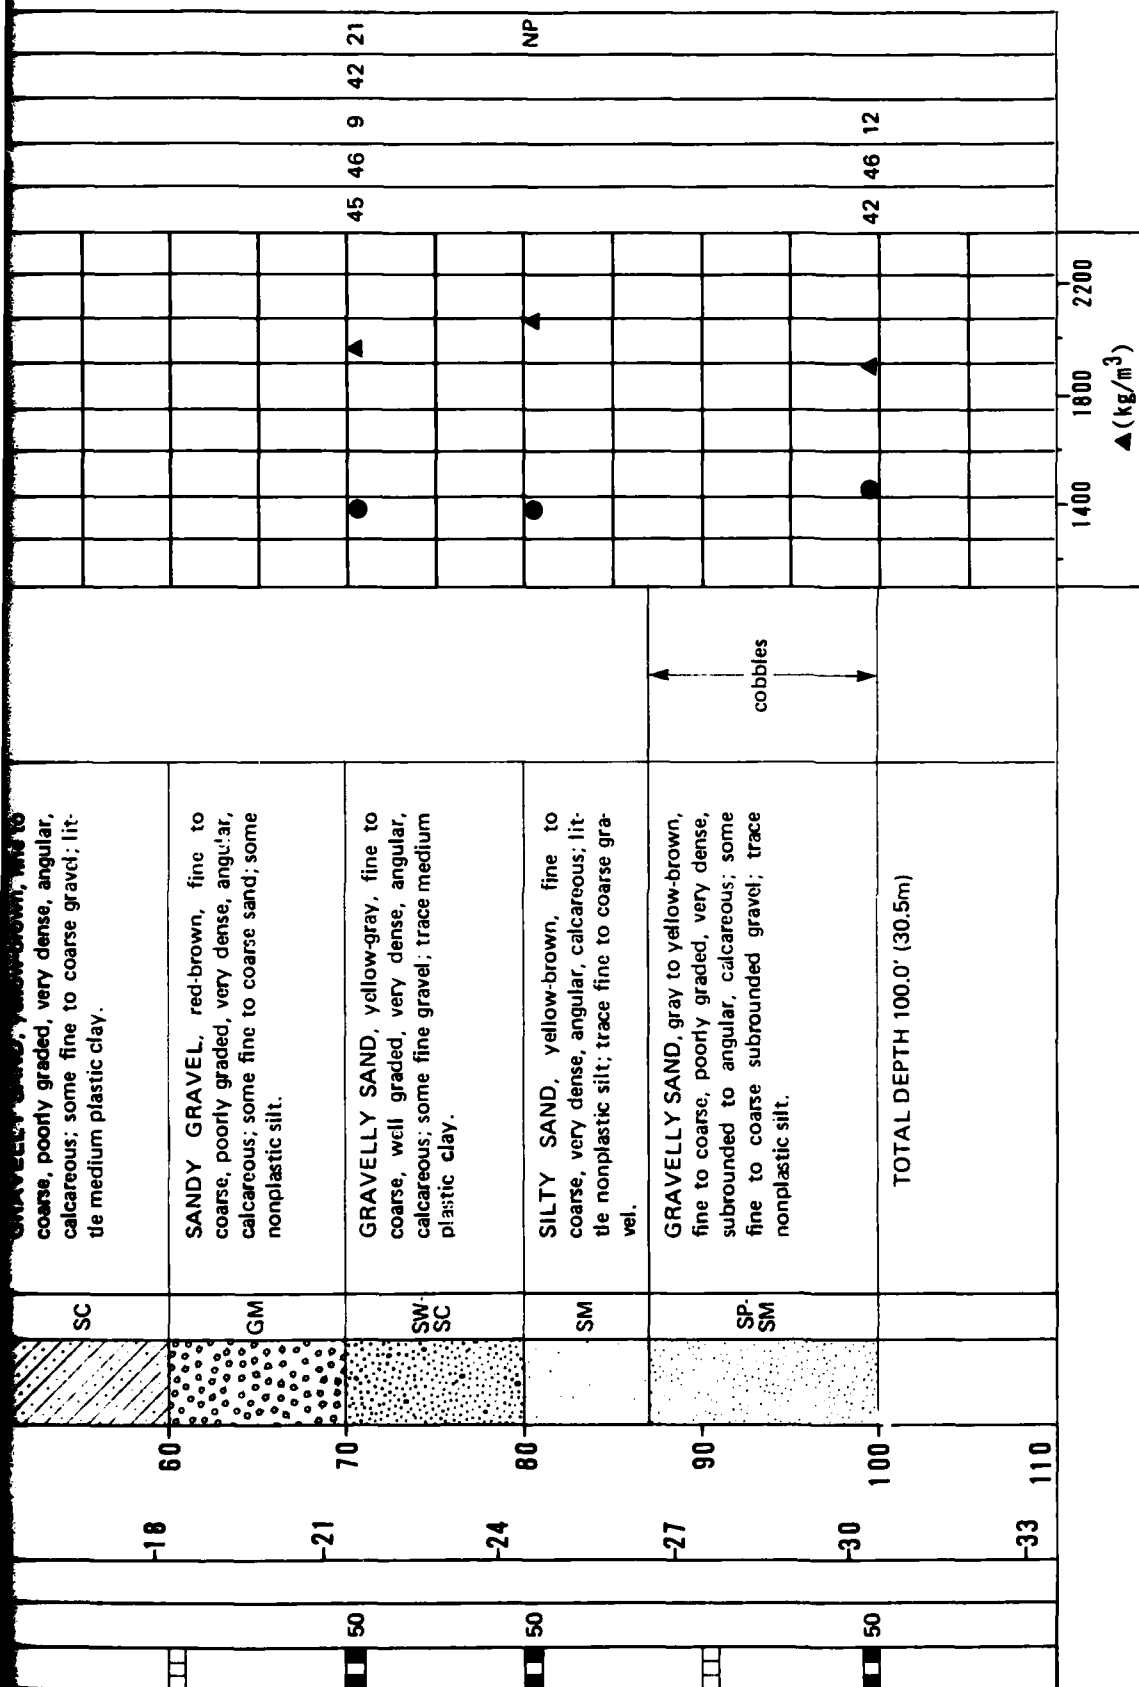 GRAVELLY SAND, yellow-brown, fine to
coarse, poorly graded, very dense, angular,
calcareous; some fine to coarse gravel; lit-
tle medium plastic clay.
SC
-18
60
SANDY GRAVEL, red-brown, fine to
coarse, poorly graded, very dense, angular,
calcareous; some fine to coarse sand; some
nonplastic silt.
GM
50
-21
70
SW-
SC
GRAVELLY SAND, yellow-gray, fine to
coarse, well graded, very dense, angular,
calcareous; some fine gravel; trace medium
plastic clay.
45 46 9 42 21
50
-24
80
SM
SILTY SAND, yellow-brown, fine to
coarse, very dense, angular, calcareous; lit-
tle nonplastic silt; trace fine to coarse gra-
vel.
NP
-27
90
SP-
SM
GRAVELLY SAND, gray to yellow-brown,
fine to coarse, poorly graded, very dense,
subrounded to angular, calcareous; some
fine to coarse subrounded gravel; trace
nonplastic silt.
cobbles
50
-30
100
42 46 12
TOTAL DEPTH 100.0' (30.5m)
-33
110
1400 1800 2200
▲(kg/m³)